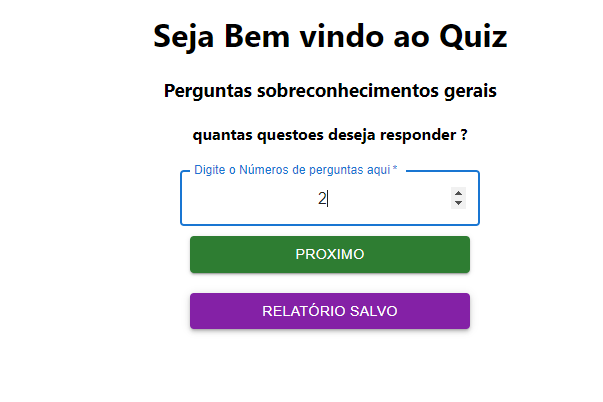 Seja Bem vindo ao Quiz
Perguntas sobreconhecimentos gerais
quantas questoes deseja responder ?
Digite o Números de perguntas aqui *
2
PROXIMO
RELATÓRIO SALVO